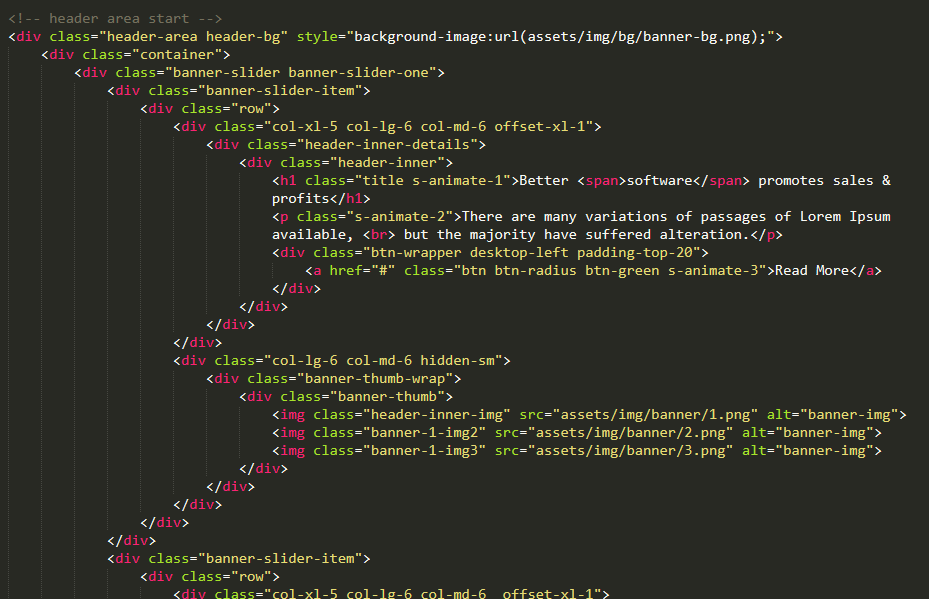 <!-- header area start -->
<div class="header-area header-bg" style="background-image:url(assets/img/bg/banner-bg.png);">
<div class="container">
<div class="banner-slider banner-slider-one">
<div class="banner-slider-item">
<div class="row">
<div class="col-xl-5 col-lg-6 col-md-6 offset-xl-1">
<div class="header-inner-details">
<div class="header-inner">
<h1 class="title s-animate-1">Better <span>software</span> promotes sales &
profits</h1>
<p class="s-animate-2">There are many variations of passages of Lorem Ipsum
available, <br> but the majority have suffered alteration.</p>
<div class="btn-wrapper desktop-left padding-top-20">
<a href="#" class="btn btn-radius btn-green s-animate-3">Read More</a>
</div>
</div>
</div>
</div>
<div class="col-lg-6 col-md-6 hidden-sm">
<div class="banner-thumb-wrap">
<div class="banner-thumb">
<img class="header-inner-img" src="assets/img/banner/1.png" alt="banner-img">
<img class="banner-1-img2" src="assets/img/banner/2.png" alt="banner-img">
<img class="banner-1-img3" src="assets/img/banner/3.png" alt="banner-img">
</div>
</div>
</div>
</div>
</div>
<div class="banner-slider-item">
<div class="row">
<div class="col-xl-5 col-lg-6 col-md-6  offset-xl-1">